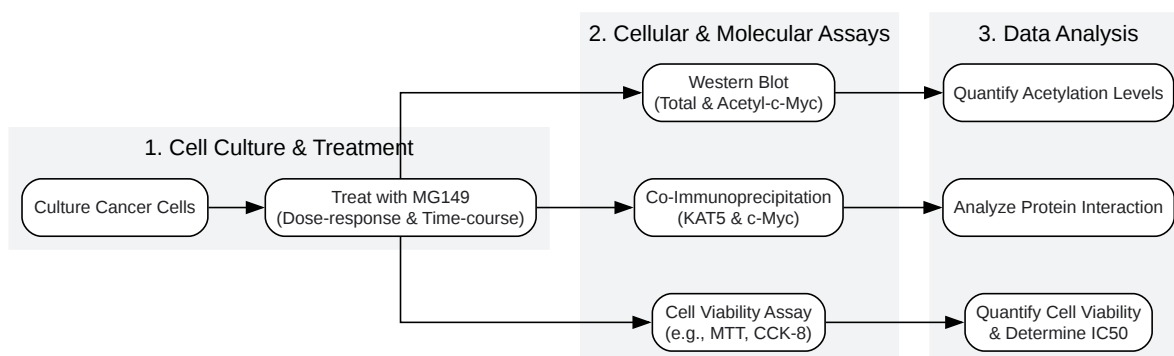 1. Cell Culture & Treatment
Culture Cancer Cells
Treat with MG149
(Dose-response & Time-course)
2. Cellular & Molecular Assays
Western Blot
(Total & Acetyl-c-Myc)
Co-Immunoprecipitation
(KAT5 & c-Myc)
Cell Viability Assay
(e.g., MTT, CCK-8)
3. Data Analysis
Quantify Acetylation Levels
Analyze Protein Interaction
Quantify Cell Viability
& Determine IC50